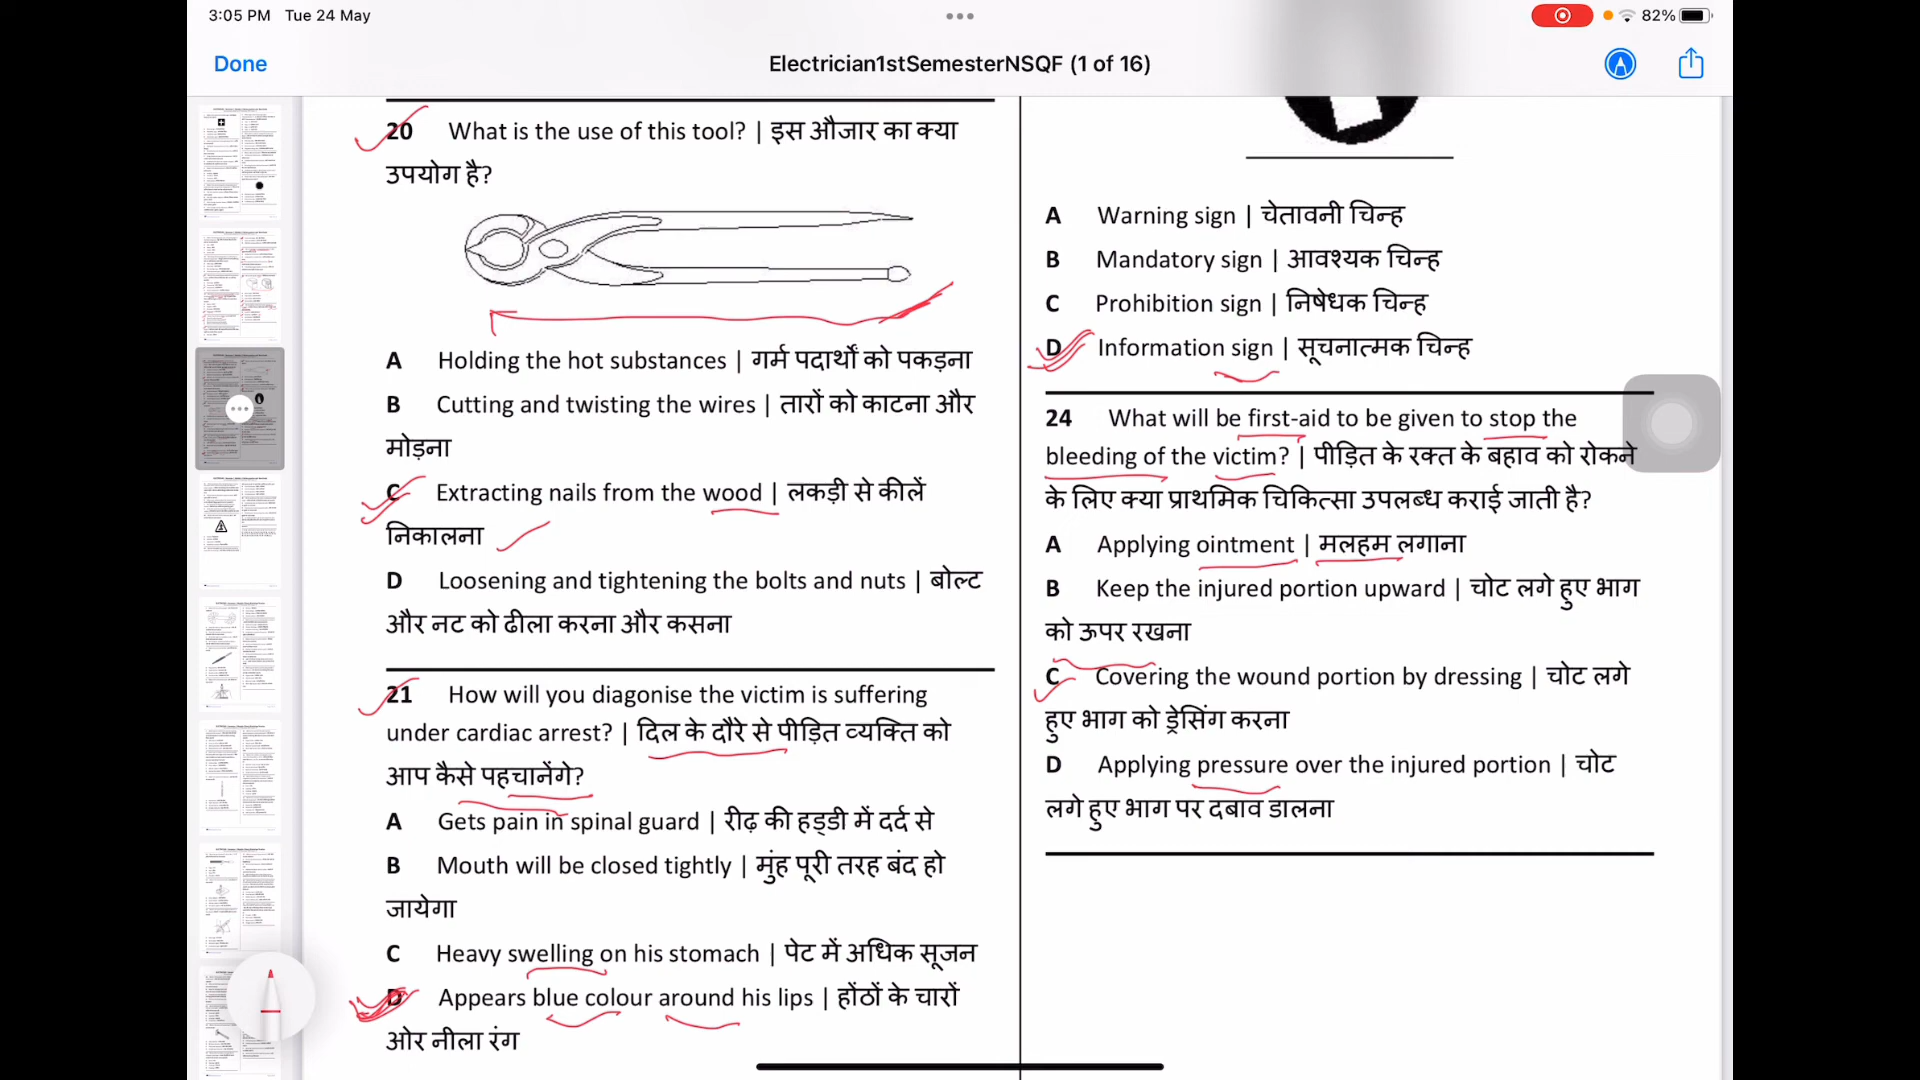 3:05 PM Tue 24 May
82%
Done
ElectricianIstSemesterNSQF (1 of 16)
20 What is the use of this tool? | इस औजार का क्या
उपयोग है?
A Holding the hot substances | गर्म पदार्थों को पकड़ना
B Cutting and twisting the wires | तारों को काटना और
मोड़ना
C Extracting nails from the wood | लकड़ी से कीलें
निकालना
D Loosening and tightening the bolts and nuts | बोल्ट
और नट को ढीला करना और कसना
21 How will you diagonise the victim is suffering
under cardiac arrest? | दिल के दौरे से पीड़ित व्यक्ति को
आप कैसे पहचानेंगे?
A Gets pain in spinal guard | रीढ़ की हड्डी में दर्द से
B Mouth will be closed tightly | मुंह पूरी तरह बंद हो
जायेगा
C Heavy swelling on his stomach | पेट में अधिक सूजन
D Appears blue colour around his lips | होंठों के चारों
ओर नीला रंग
A Warning sign | चेतावनी चिन्ह
B Mandatory sign | आवश्यक चिन्ह
C Prohibition sign | निषेधक चिन्ह
D Information sign | सूचनात्मक चिन्ह
24 What will be first-aid to be given to stop the
bleeding of the victim? | पीड़ित के रक्त के बहाव को रोकने
के लिए क्या प्राथमिक चिकित्सा उपलब्ध कराई जाती है?
A Applying ointment | मलहम लगाना
B Keep the injured portion upward | चोट लगे हुए भाग
को ऊपर रखना
C Covering the wound portion by dressing | चोट लगे
हुए भाग को ड्रेसिंग करना
D Applying pressure over the injured portion | चोट
लगे हुए भाग पर दबाव डालना